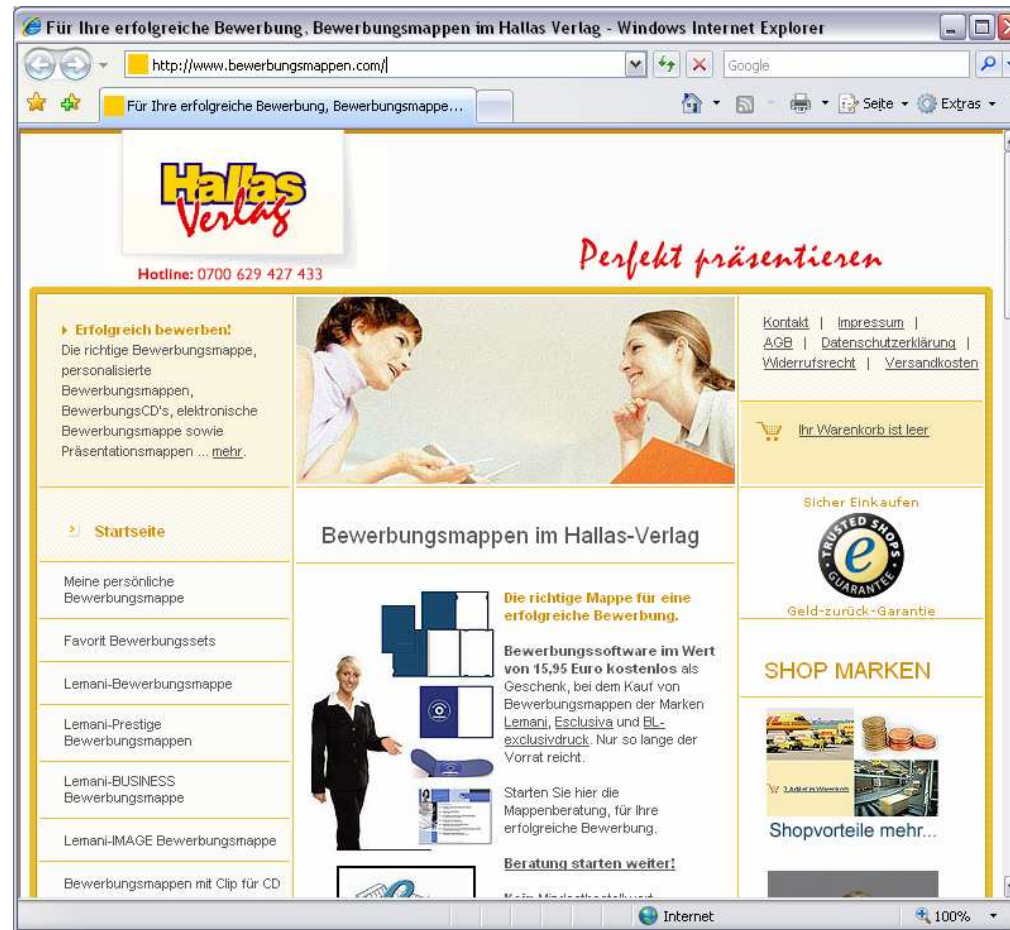 Für Ihre erfolgreiche Bewerbung, Bewerbungsmappen im Hallas Verlag - Windows Internet Explorer
http://www.bewerbungsmappen.com/
Google
Für Ihre erfolgreiche Bewerbung, Bewerbungsmappe...
Seite
Extras
Hallas
Verlag
Hotline: 0700 629 427 433
Perfekt präsentieren
Erfolgreich bewerben!
Die richtige Bewerbungsmappe,
personalisierte
Bewerbungsmappen,
BewerbungsCD's, elektronische
Bewerbungsmappe sowie
Präsentationsmappen ... mehr.
Kontakt | Impressum |
AGB | Datenschutzerklärung |
Widerrufsrecht | Versandkosten
Ihr Warenkorb ist leer
Startseite
Meine persönliche
Bewerbungsmappe
Favorit Bewerbungssets
Lemani-Bewerbungsmappe
Lemani-Prestige
Bewerbungsmappen
Lemani-BUSINESS
Bewerbungsmappe
Lemani-IMAGE Bewerbungsmappe
Bewerbungsmappen mit Clip für CD
Bewerbungsmappen im Hallas-Verlag
Die richtige Mappe für eine
erfolgreiche Bewerbung.
Bewerbungssoftware im Wert
von 15,95 Euro kostenlos als
Geschenk, bei dem Kauf von
Bewerbungsmappen der Marken
Lemani, Esclusiva und BL-
exclusivdruck. Nur so lange der
Vorrat reicht.
Starten Sie hier die
Mappenberatung, für Ihre
erfolgreiche Bewerbung.
Beratung starten weiter!
Kein Mindestbestellwert
Sicher Einkaufen
TRUSTED SHOPS
e
GUARANTEE
Geld-zurück-Garantie
SHOP MARKEN
3 Artikel im Warenkorb
Shopvorteile mehr...
Internet
100%